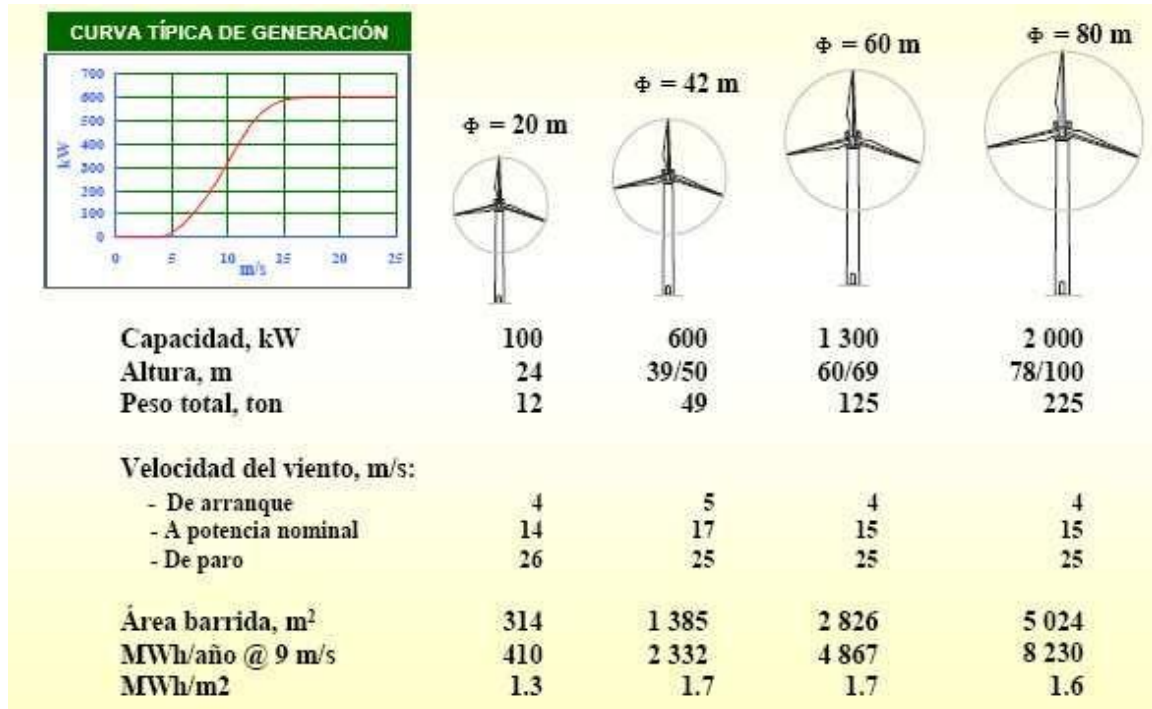 CURVA TÍPICA DE GENERACIÓN
kW
700
600
500
400
300
200
100
0
0 5 10 15 20 25
m/s
Φ = 20 m
Φ = 42 m
Φ = 60 m
Φ = 80 m
Capacidad, kW 100 600 1 300 2 000
Altura, m 24 39/50 60/69 78/100
Peso total, ton 12 49 125 225
Velocidad del viento, m/s:
- De arranque 4 5 4 4
- A potencia nominal 14 17 15 15
- De paro 26 25 25 25
Área barrida, m² 314 1 385 2 826 5 024
MWh/año @ 9 m/s 410 2 332 4 867 8 230
MWh/m2 1.3 1.7 1.7 1.6